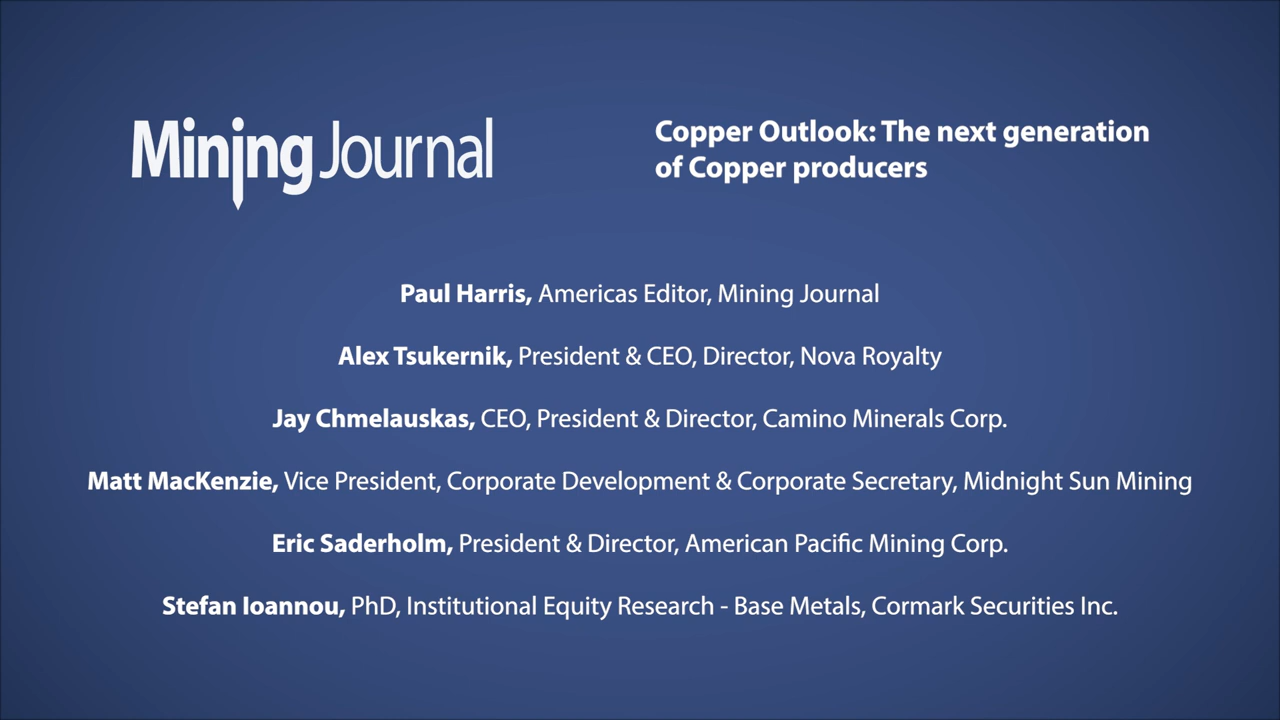 Mining Journal
Copper Outlook: The next generation
of Copper producers
Paul Harris, Americas Editor, Mining Journal
Alex Tsukernik, President & CEO, Director, Nova Royalty
Jay Chmelauskas, CEO, President & Director, Camino Minerals Corp.
Matt MacKenzie, Vice President, Corporate Development & Corporate Secretary, Midnight Sun Mining
Eric Saderholm, President & Director, American Pacific Mining Corp.
Stefan Ioannou, PhD, Institutional Equity Research - Base Metals, Cormark Securities Inc.